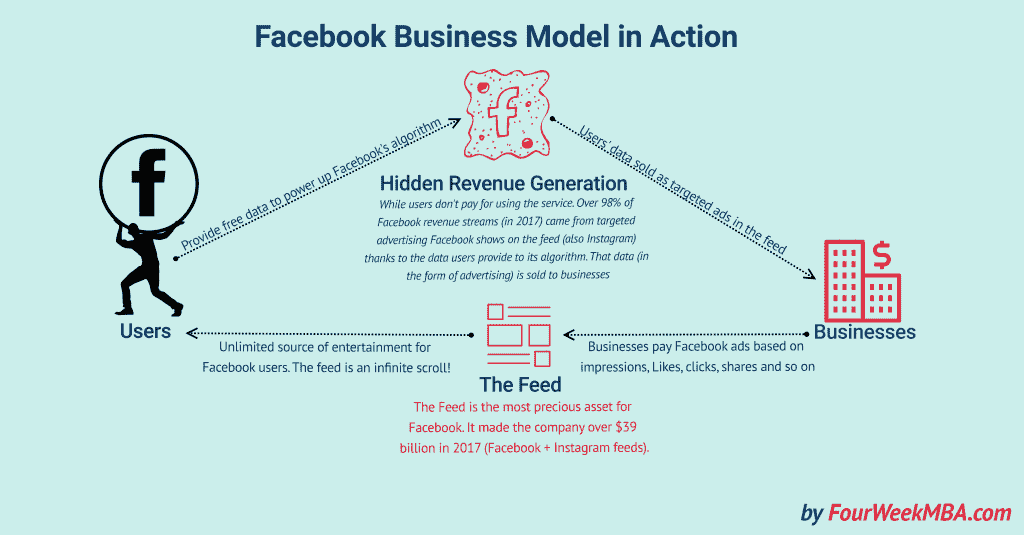 Facebook Business Model in Action
Provide free data to power up Facebook's algorithm
Users' data sold as targeted ads in the feed
Hidden Revenue Generation
While users don't pay for using the service. Over 98% of
Facebook revenue streams (in 2017) came from targeted
advertising Facebook shows on the feed (also Instagram)
thanks to the data users provide to its algorithm. That data (in
the form of advertising) is sold to businesses
f
f
$
Users
Businesses
Unlimited source of entertainment for
Facebook users. The feed is an infinite scroll!
Businesses pay Facebook ads based on
impressions, Likes, clicks, shares and so on
The Feed
The Feed is the most precious asset for
Facebook. It made the company over $39
billion in 2017 (Facebook + Instagram feeds).
by FourWeekMBA.com